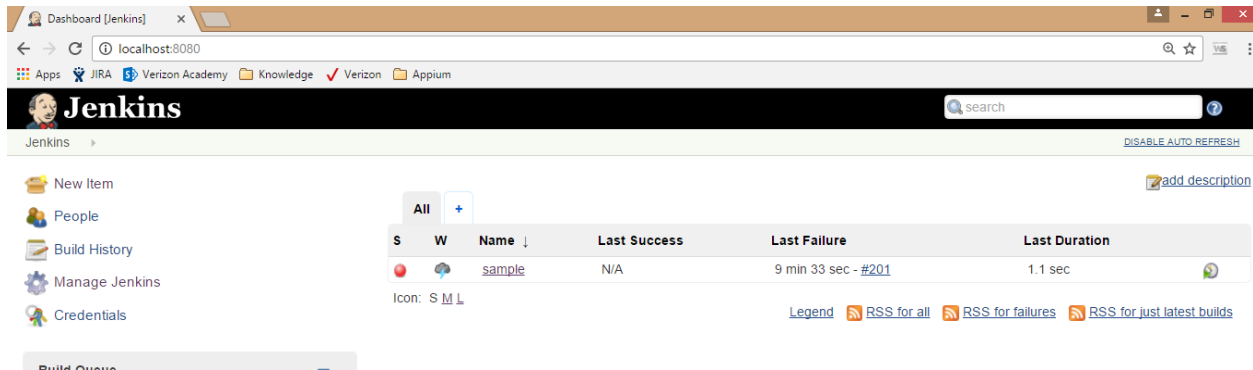 Dashboard [Jenkins]
localhost:8080
Apps JIRA Verizon Academy Knowledge Verizon Appium
Jenkins
search
Jenkins
DISABLE AUTO REFRESH
New Item
People
Build History
Manage Jenkins
Credentials
add description
All +
S W Name ↓ Last Success Last Failure Last Duration
sample N/A 9 min 33 sec - #201 1.1 sec
Icon: S M L
Legend RSS for all RSS for failures RSS for just latest builds
Build Queue